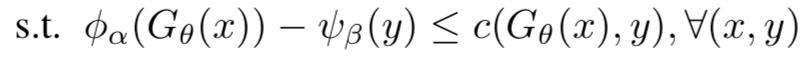 s.t. ϕ_α(G_θ(x)) − ψ_β(y) ≤ c(G_θ(x), y), ∀(x, y)